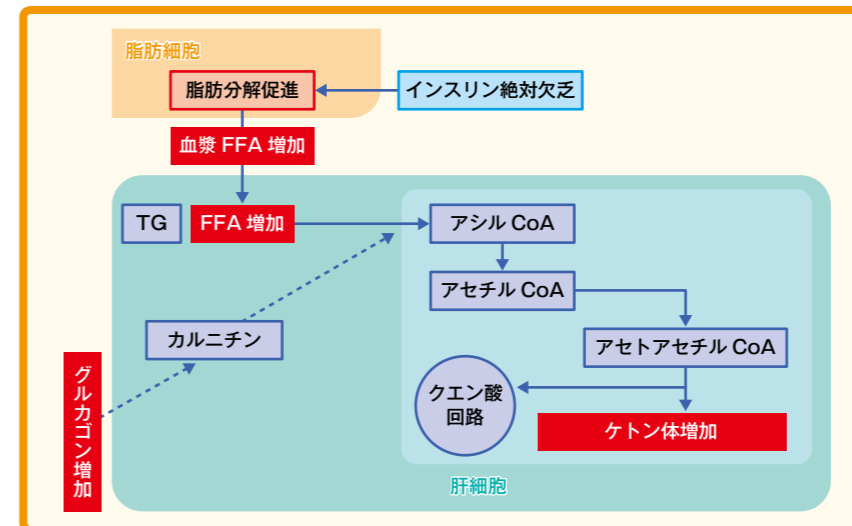 脂肪細胞
脂肪分解促進
インスリン絶対欠乏
血漿 FFA 増加
TG
FFA 増加
アシル CoA
アセチル CoA
カルニチン
アセトアセチル CoA
グルカゴン増加
クエン酸
回路
ケトン体増加
肝細胞